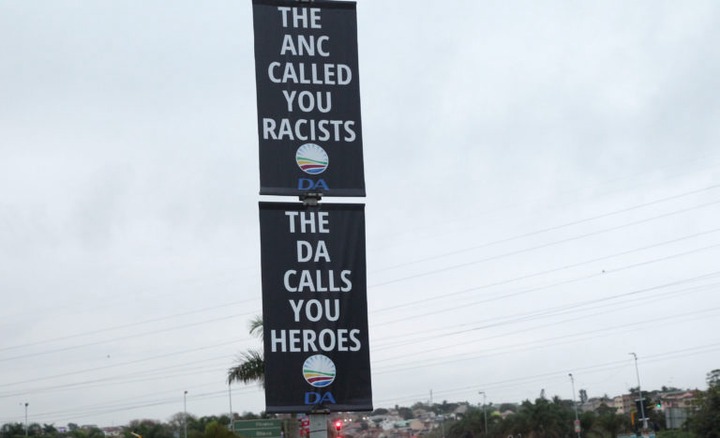 THE
ANC
CALLED
YOU
RACISTS
DA
THE
DA
CALLS
YOU
HEROES
DA